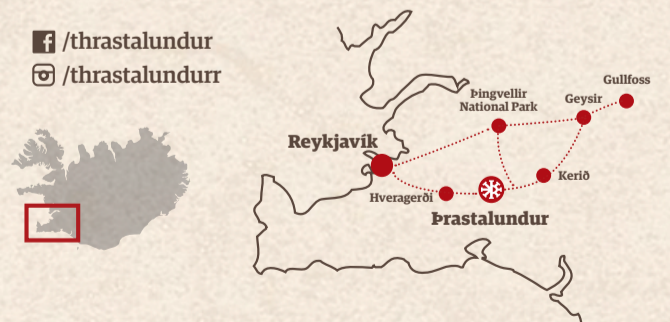 /thrastalundur
/thrastalundurr
Gullfoss
Þingvellir
National Park
Geysir
Reykjavík
Kerið
Hveragerði
Þrastalundur